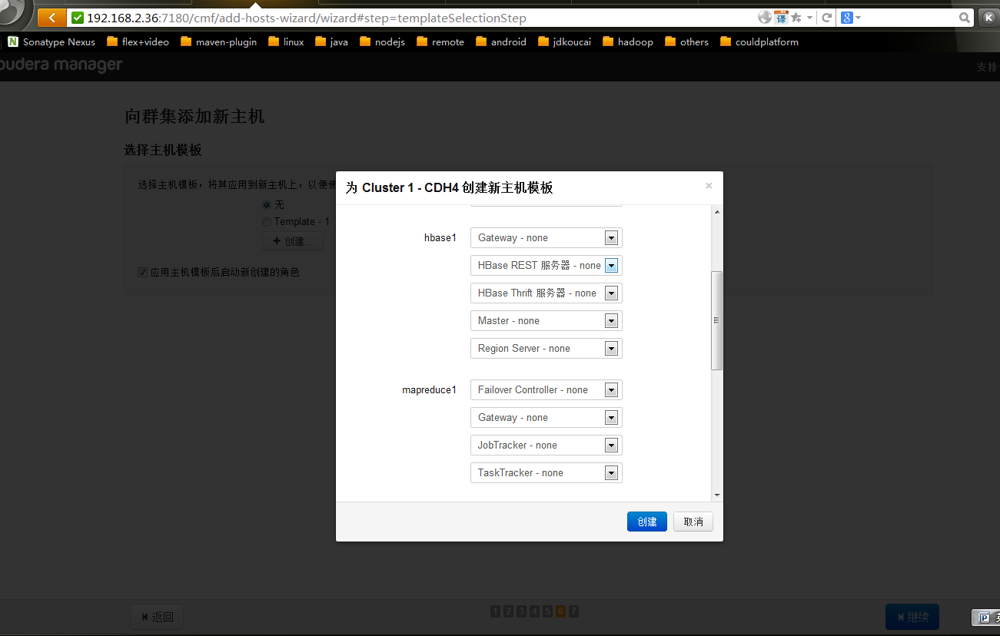 192.168.2.36:7180/cmf/add-hosts-wizard/wizard#step=templateSelectionStep
Sonatype Nexus flex+video maven-plugin linux java nodejs remote android jdkoucai hadoop others couldplatform
oudera manager 支持
向群集添加新主机
选择主机模板
选择主机模板，将其应用到新主机上，以便使
无
Template - 1
+ 创建...
应用主机模板后启动新创建的角色
为 Cluster 1 - CDH4 创建新主机模板 ×
hbase1 Gateway - none
HBase REST 服务器 - none
HBase Thrift 服务器 - none
Master - none
Region Server - none
mapreduce1 Failover Controller - none
Gateway - none
JobTracker - none
TaskTracker - none
创建 取消
返回 1 2 3 4 5 6 7 继续